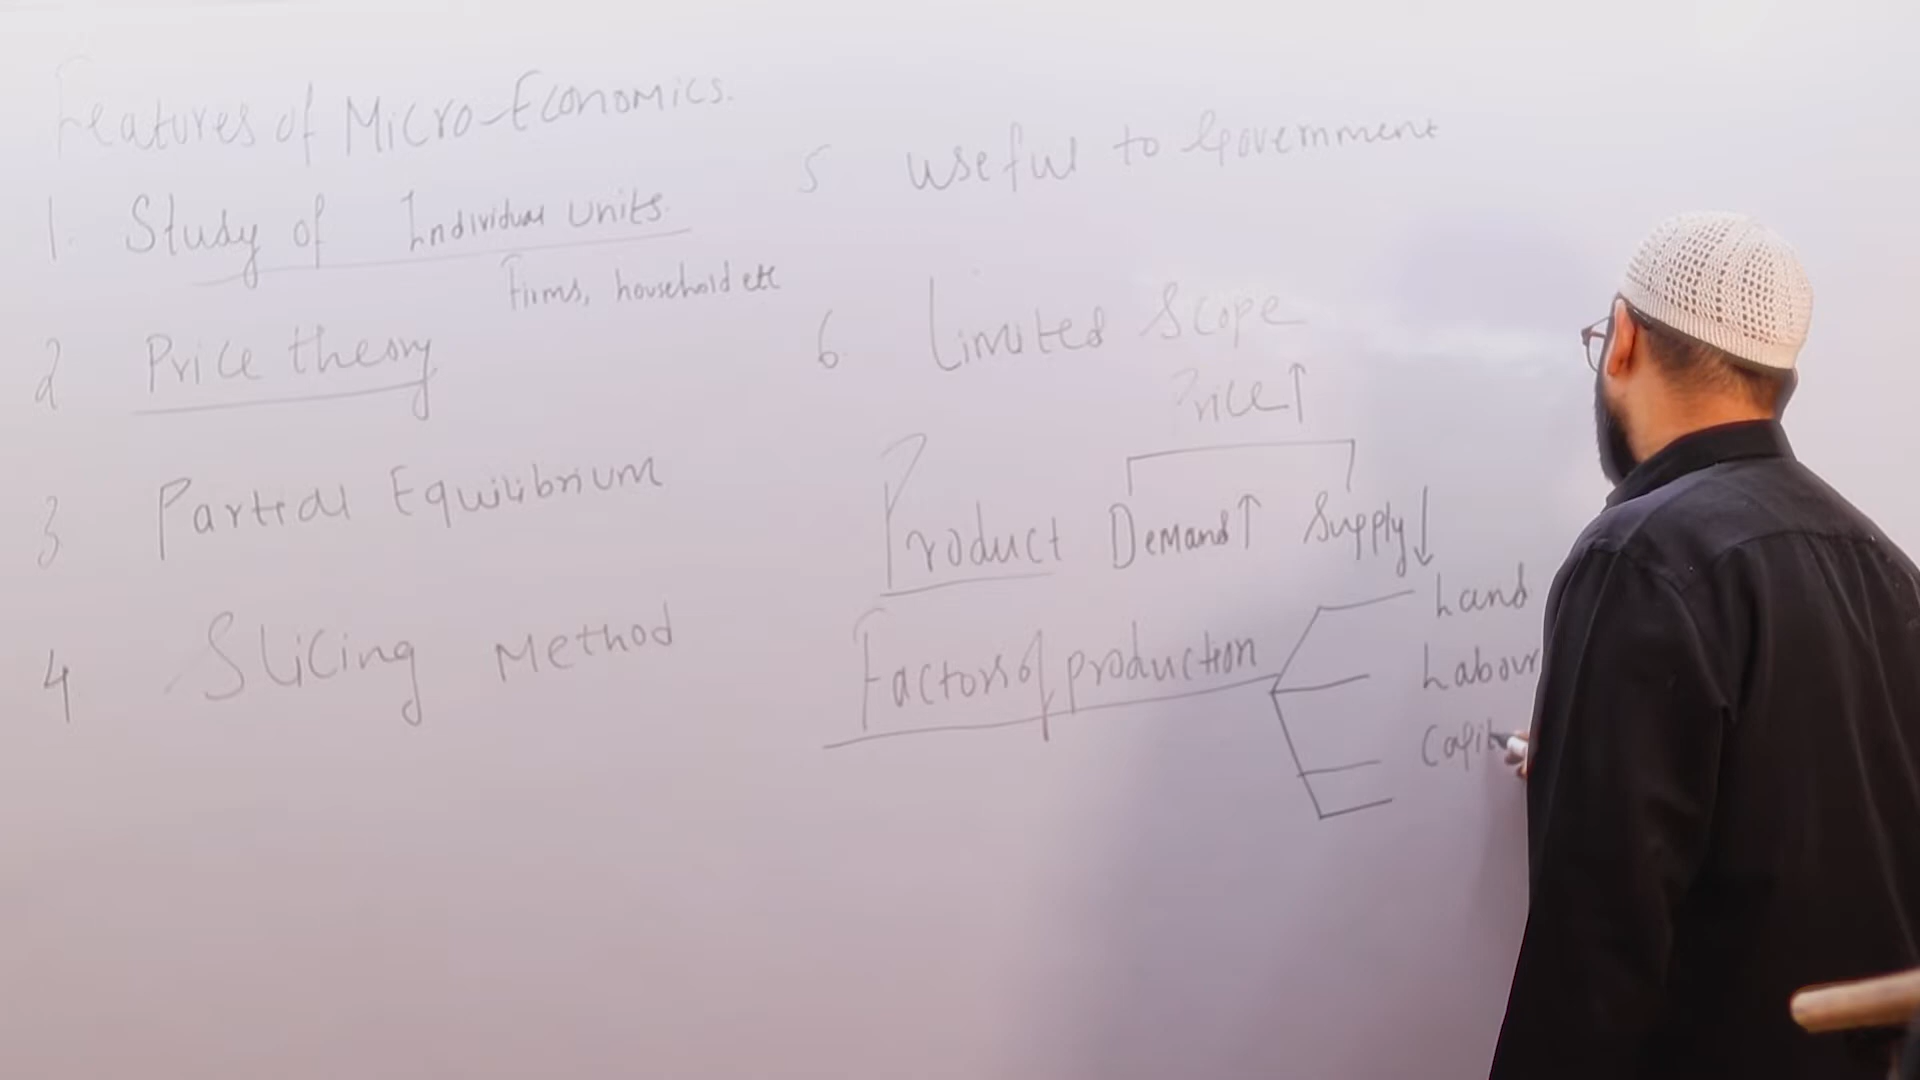 Features of Micro-Economics.
1. Study of Individual units.
Firms, household etc
2 Price theory
3 Partial Equilibrium
4 Slicing Method
5 Useful to Government
6 Limited Scope
Price↑
Product Demand↑ Supply↓
Factors of production
Land
Labour
Capit